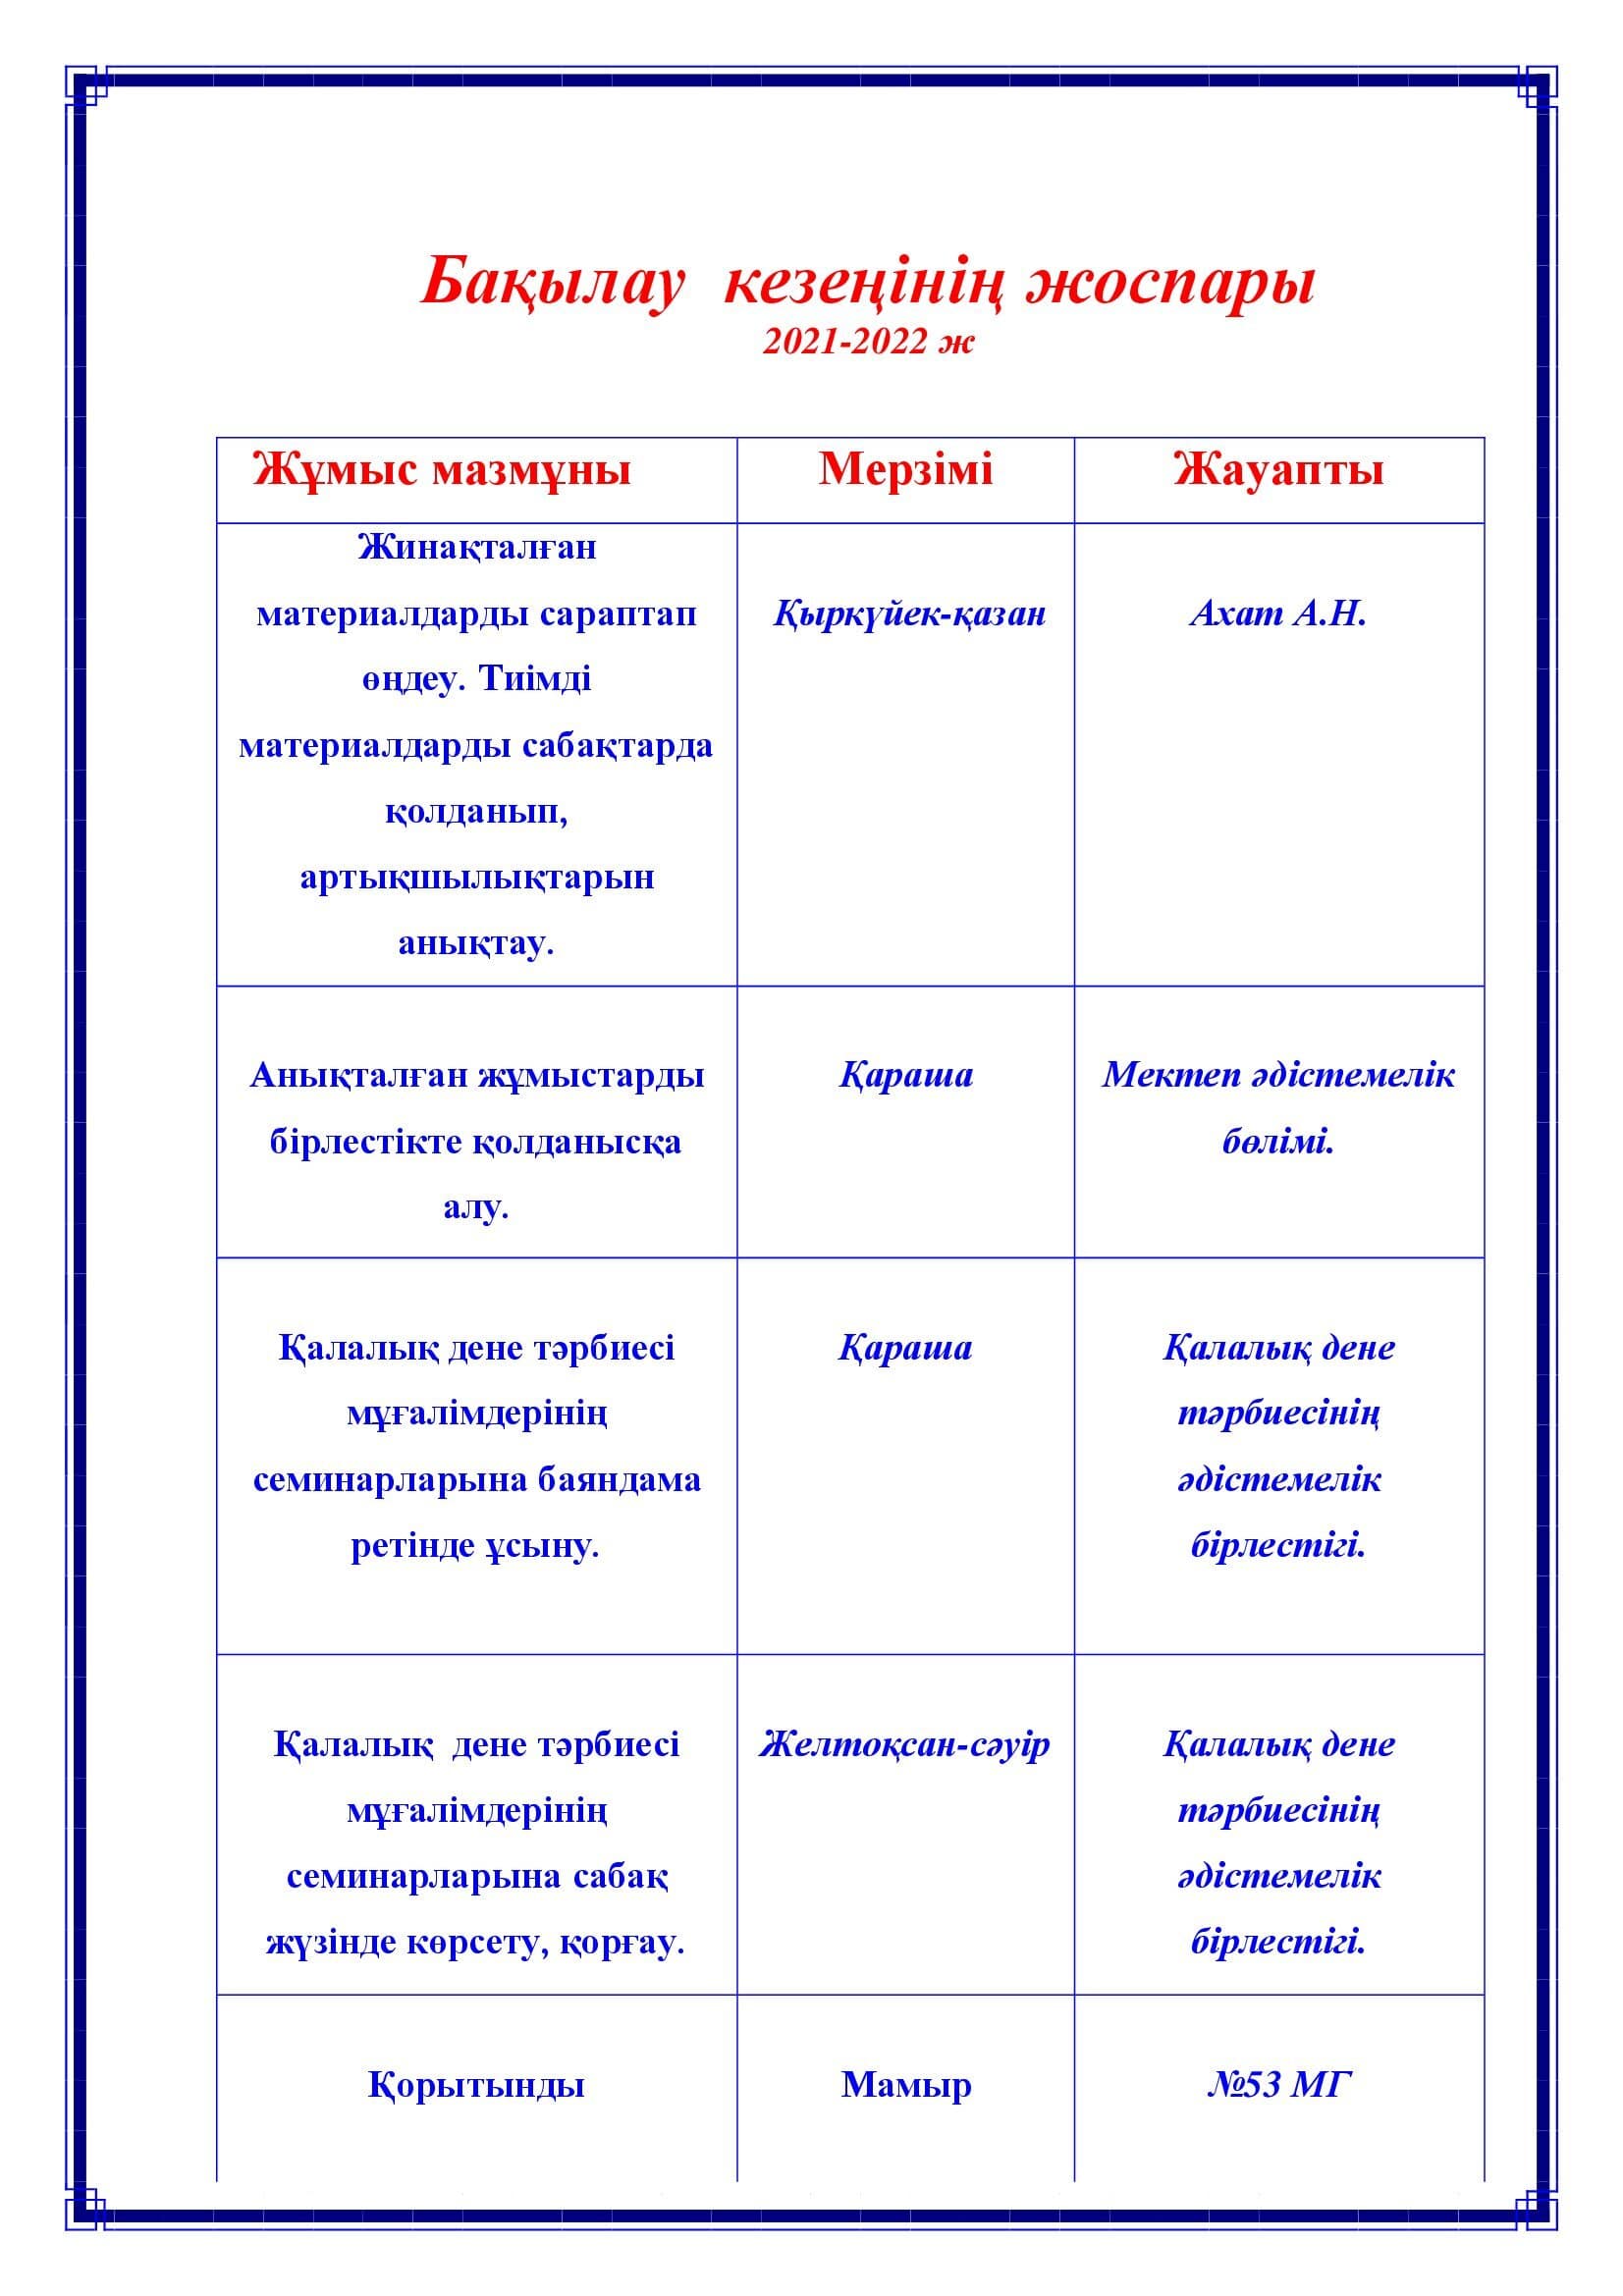 Бақылау кезеңінің жоспары
2021-2022 ж
Жұмыс мазмұны
Мерзімі
Жауапты
Жинақталған
материалдарды сараптап
өңдеу. Тиімді
материалдарды сабақтарда
қолданып,
артықшылықтарын
анықтау.
Қыркүйек-қазан
Ахат А.Н.
Анықталған жұмыстарды
бірлестікте қолданысқа
алу.
Қараша
Мектеп әдістемелік
бөлімі.
Қалалық дене тәрбиесі
мұғалімдерінің
семинарларына баяндама
ретінде ұсыну.
Қараша
Қалалық дене
тәрбиесінің
әдістемелік
бірлестігі.
Қалалық дене тәрбиесі
мұғалімдерінің
семинарларына сабақ
жүзінде көрсету, қорғау.
Желтоқсан-сәуір
Қалалық дене
тәрбиесінің
әдістемелік
бірлестігі.
Қорытынды
Мамыр
№53 МГ